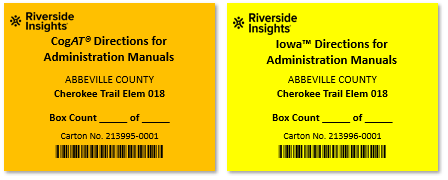 Riverside
Insights®
CogAT® Directions for
Administration Manuals
ABBEVILLE COUNTY
Cherokee Trail Elem 018
Box Count _____ of _____
Carton No. 213995-0001
Riverside
Insights®
Iowa™ Directions for
Administration Manuals
ABBEVILLE COUNTY
Cherokee Trail Elem 018
Box Count _____ of _____
Carton No. 213996-0001